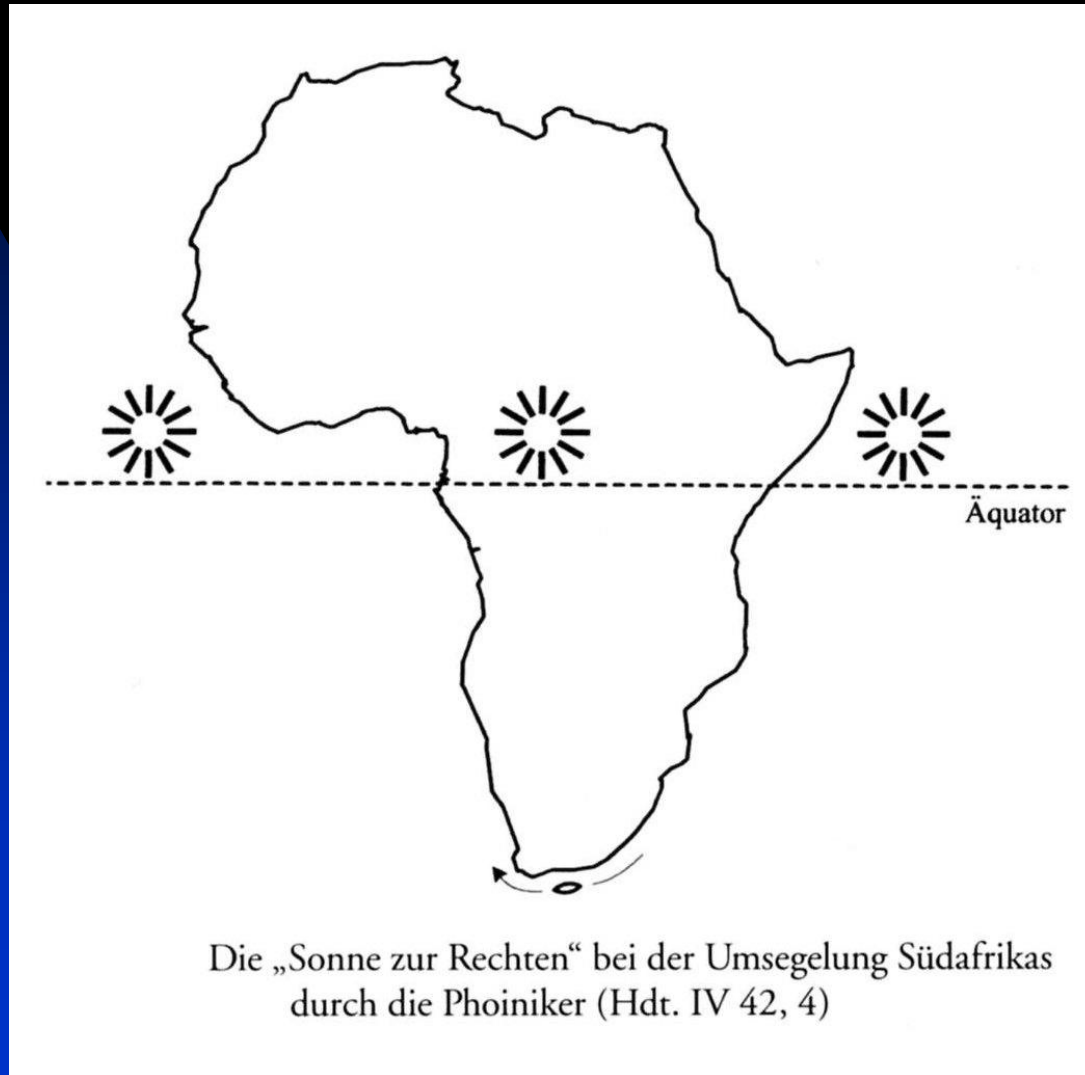 Äquator
Die „Sonne zur Rechten“ bei der Umsegelung Südafrikas
durch die Phoiniker (Hdt. IV 42, 4)